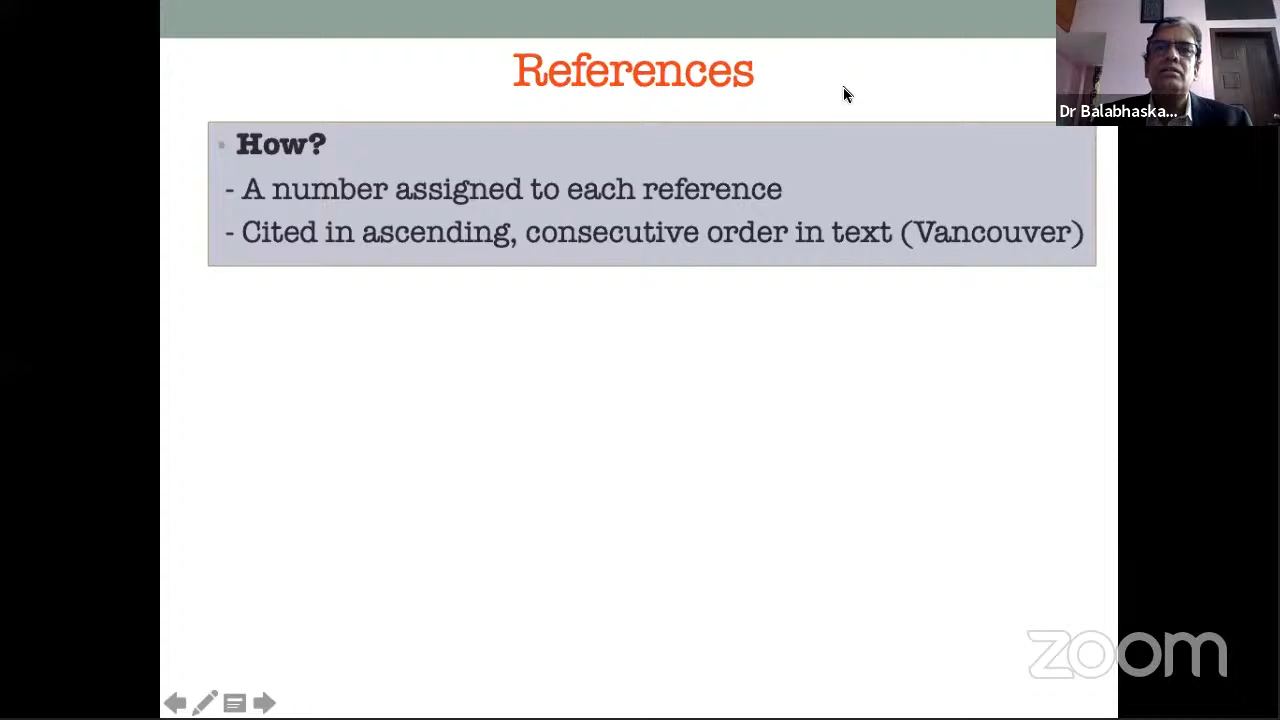 References
Dr Balabhaska...
How?
- A number assigned to each reference
- Cited in ascending, consecutive order in text (Vancouver)
zoom